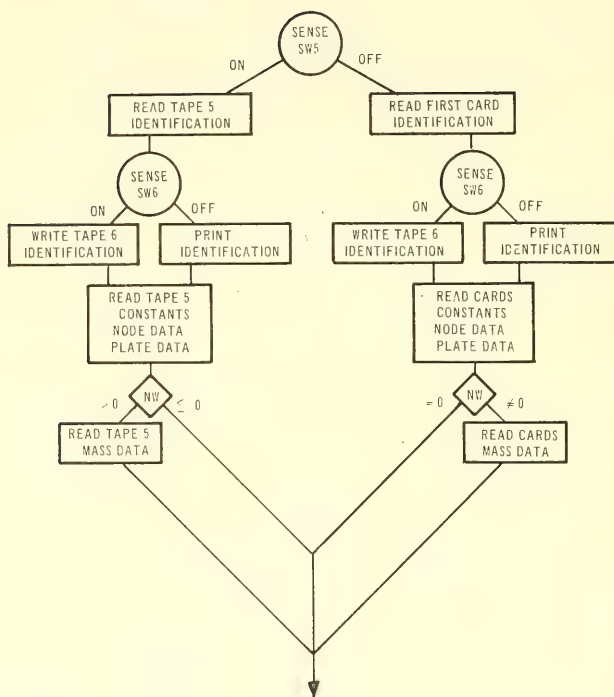 SENSE
SW5
ON
OFF
READ TAPE 5
IDENTIFICATION
READ FIRST CARD
IDENTIFICATION
SENSE
SW6
SENSE
SW6
ON
OFF
ON
OFF
WRITE TAPE 6
IDENTIFICATION
PRINT
IDENTIFICATION
WRITE TAPE 6
IDENTIFICATION
PRINT
IDENTIFICATION
READ TAPE 5
CONSTANTS
NODE DATA
PLATE DATA
READ CARDS
CONSTANTS
NODE DATA
PLATE DATA
> 0
NW
≤ 0
= 0
NW
≠ 0
READ TAPE 5
MASS DATA
READ CARDS
MASS DATA